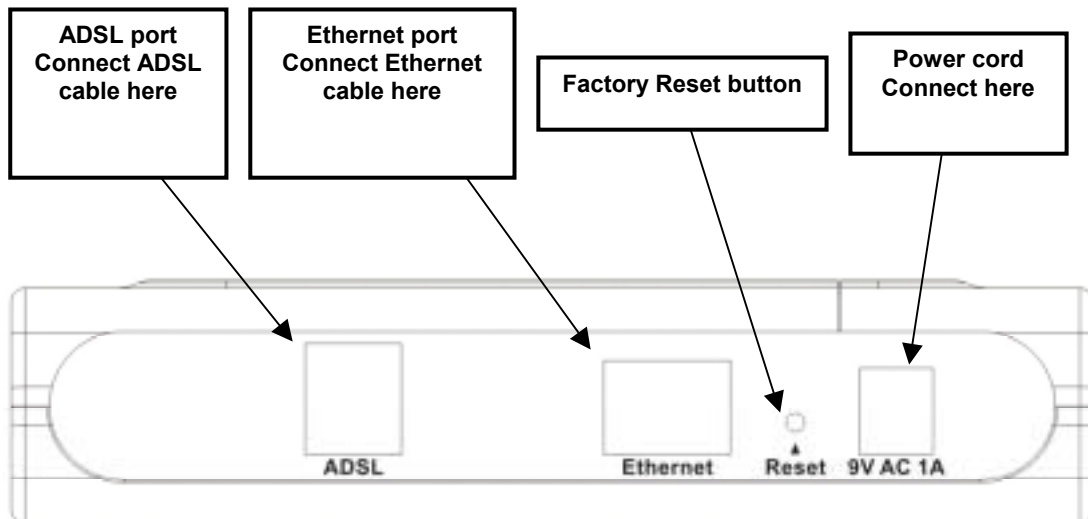 ADSL port
Connect ADSL
cable here
Ethernet port
Connect Ethernet
cable here
Factory Reset button
Power cord
Connect here
ADSL
Ethernet
Reset
9V AC 1A